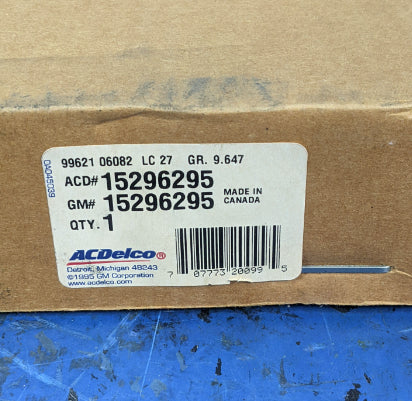 99621 06082 LC 27 GR. 9.647
ACD# 15296295
GM# 15296295
MADE IN
CANADA
QTY. 1
ACDelco
Detroit, Michigan 48243
©1995 GM Corporation
www.acdelco.com
7 07773 20099 5
DA045D39